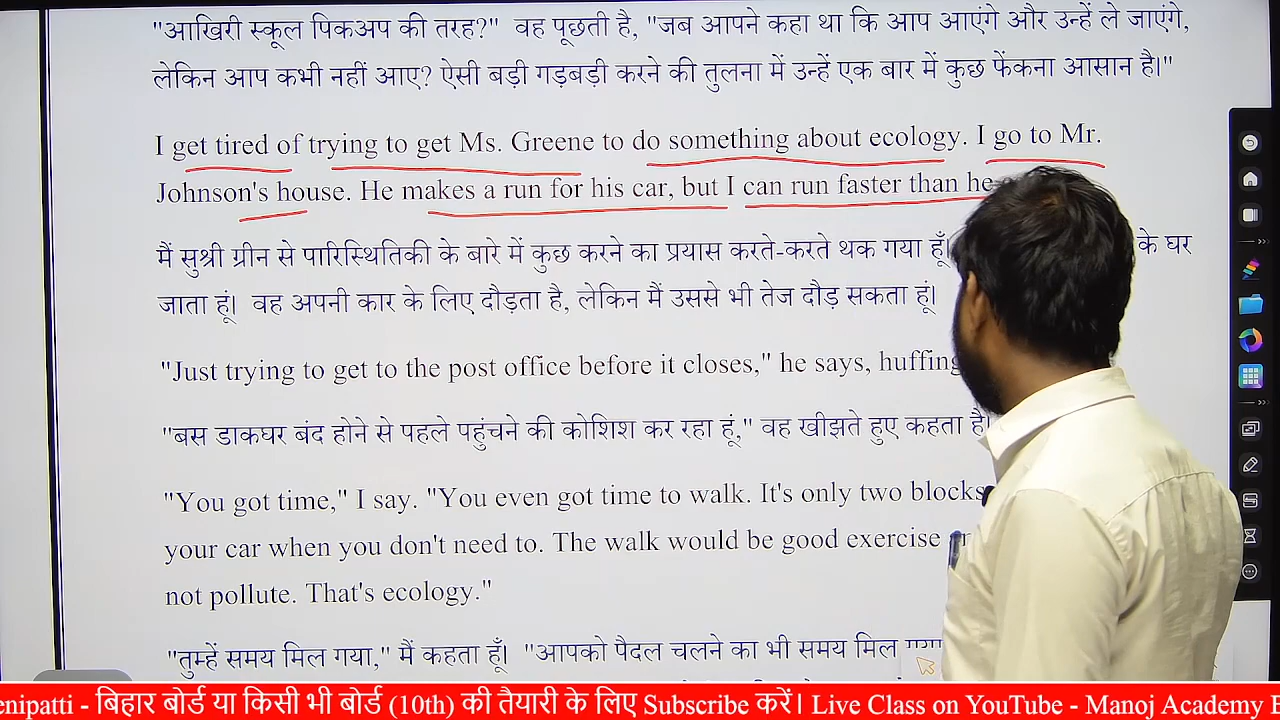 "आखिरी स्कूल पिकअप की तरह?"  वह पूछती है, "जब आपने कहा था कि आप आएंगे और उन्हें ले जाएंगे,
लेकिन आप कभी नहीं आए? ऐसी बड़ी गड़बड़ी करने की तुलना में उन्हें एक बार में कुछ फेंकना आसान है।"
I get tired of trying to get Ms. Greene to do something about ecology. I go to Mr.
Johnson's house. He makes a run for his car, but I can run faster than he
मैं सुश्री ग्रीन से पारिस्थितिकी के बारे में कुछ करने का प्रयास करते-करते थक गया हूँ। के घर
जाता हूं।  वह अपनी कार के लिए दौड़ता है, लेकिन मैं उससे भी तेज दौड़ सकता हूं।
"Just trying to get to the post office before it closes," he says, huffing
"बस डाकघर बंद होने से पहले पहुंचने की कोशिश कर रहा हूं," वह खीझते हुए कहता है।
"You got time," I say. "You even got time to walk. It's only two blocks
your car when you don't need to. The walk would be good exercise
not pollute. That's ecology."
"तुम्हें समय मिल गया," मैं कहता हूँ।  "आपको पैदल चलने का भी समय मिल गया
enipatti - बिहार बोर्ड या किसी भी बोर्ड (10th) की तैयारी के लिए Subscribe करें। Live Class on YouTube - Manoj Academy